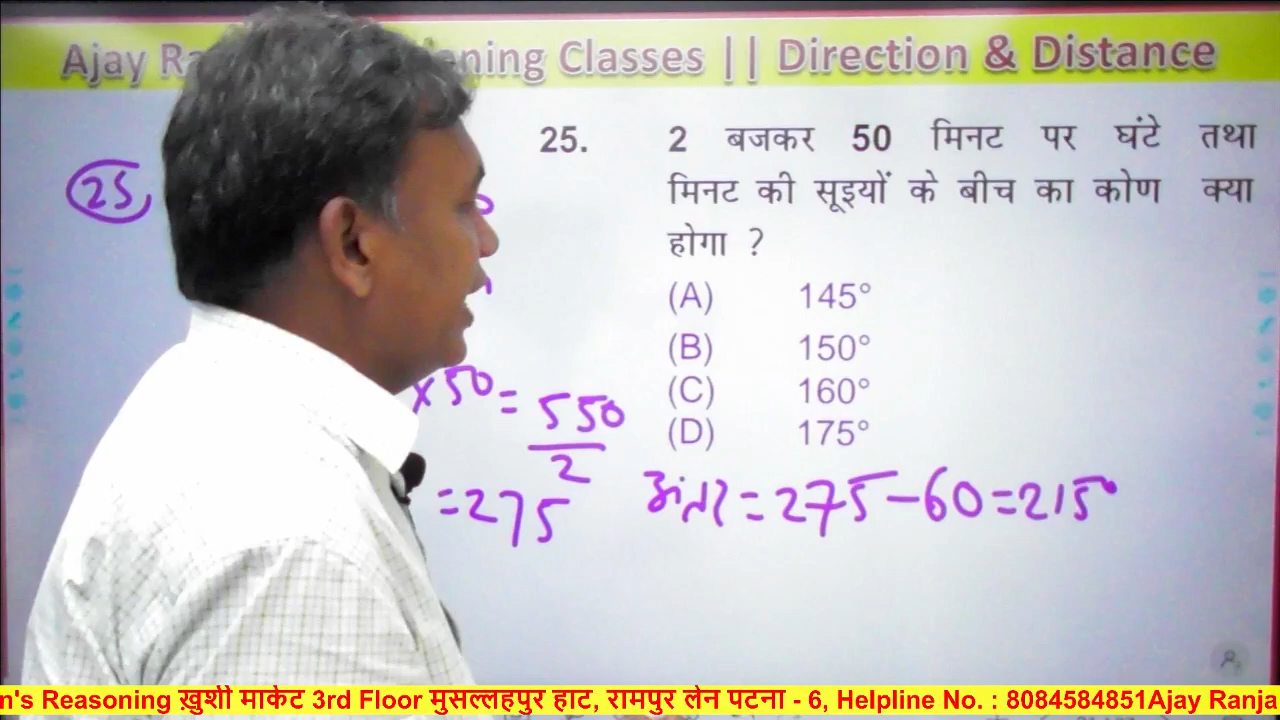 Ajay Ra ening Classes || Direction & Distance
25
25. 2 बजकर 50 मिनट पर घंटे तथा
मिनट की सूइयों के बीच का कोण क्या
होगा ?
(A) 145°
(B) 150°
(C) 160°
(D) 175°
×50 = 550
2
=275
अंतर = 275-60=215°
n's Reasoning ख़ुशी मार्केट 3rd Floor मुसल्लहपुर हाट, रामपुर लेन पटना - 6, Helpline No. : 8084584851Ajay Ranja